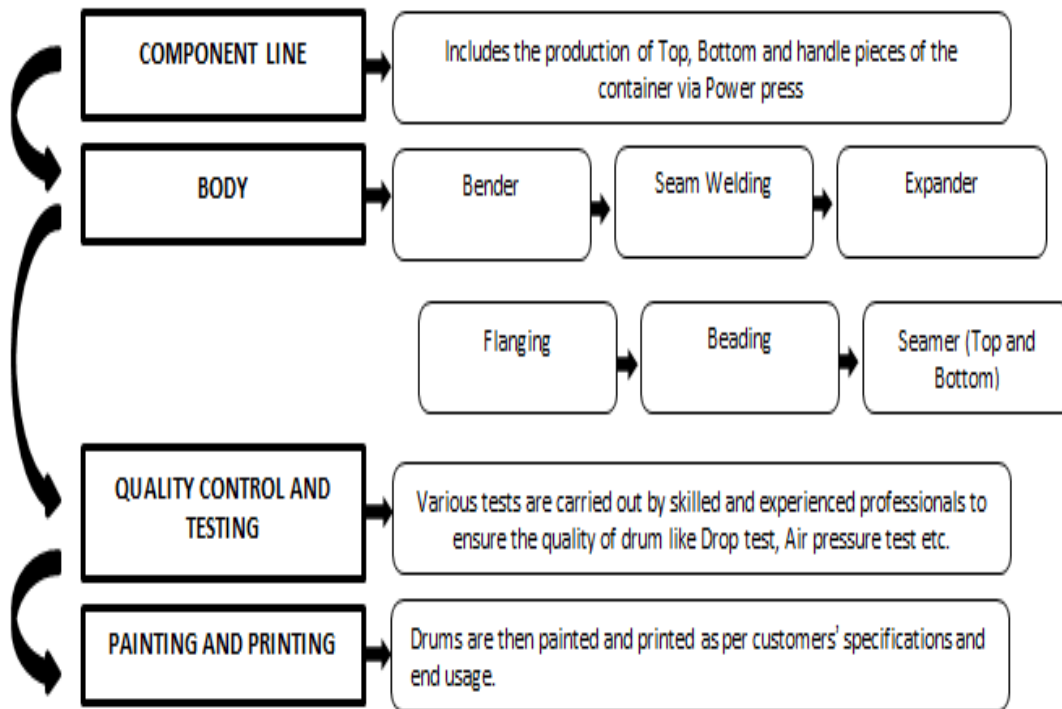 COMPONENT LINE
Includes the production of Top, Bottom and handle pieces of the
container via Power press
BODY
Bender
Seam Welding
Expander
Flanging
Beading
Seamer (Top and
Bottom)
QUALITY CONTROL AND
TESTING
Various tests are carried out by skilled and experienced professionals to
ensure the quality of drum like Drop test, Air pressure test etc.
PAINTING AND PRINTING
Drums are then painted and printed as per customers' specifications and
end usage.